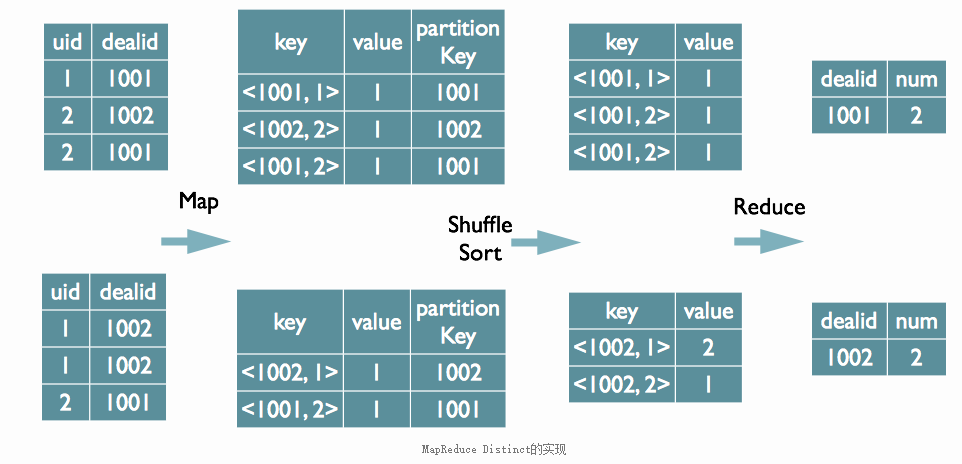 uid dealid
1 1001
2 1002
2 1001
key value partition Key
<1001, 1> 1 1001
<1002, 2> 1 1002
<1001, 2> 1 1001
key value
<1001, 1> 1
<1001, 2> 1
<1001, 2> 1
dealid num
1001 2
Map
Shuffle
Sort
Reduce
uid dealid
1 1002
1 1002
2 1001
key value partition Key
<1002, 1> 1 1002
<1001, 2> 1 1001
key value
<1002, 1> 2
<1002, 2> 1
dealid num
1002 2
MapReduce Distinct的实现